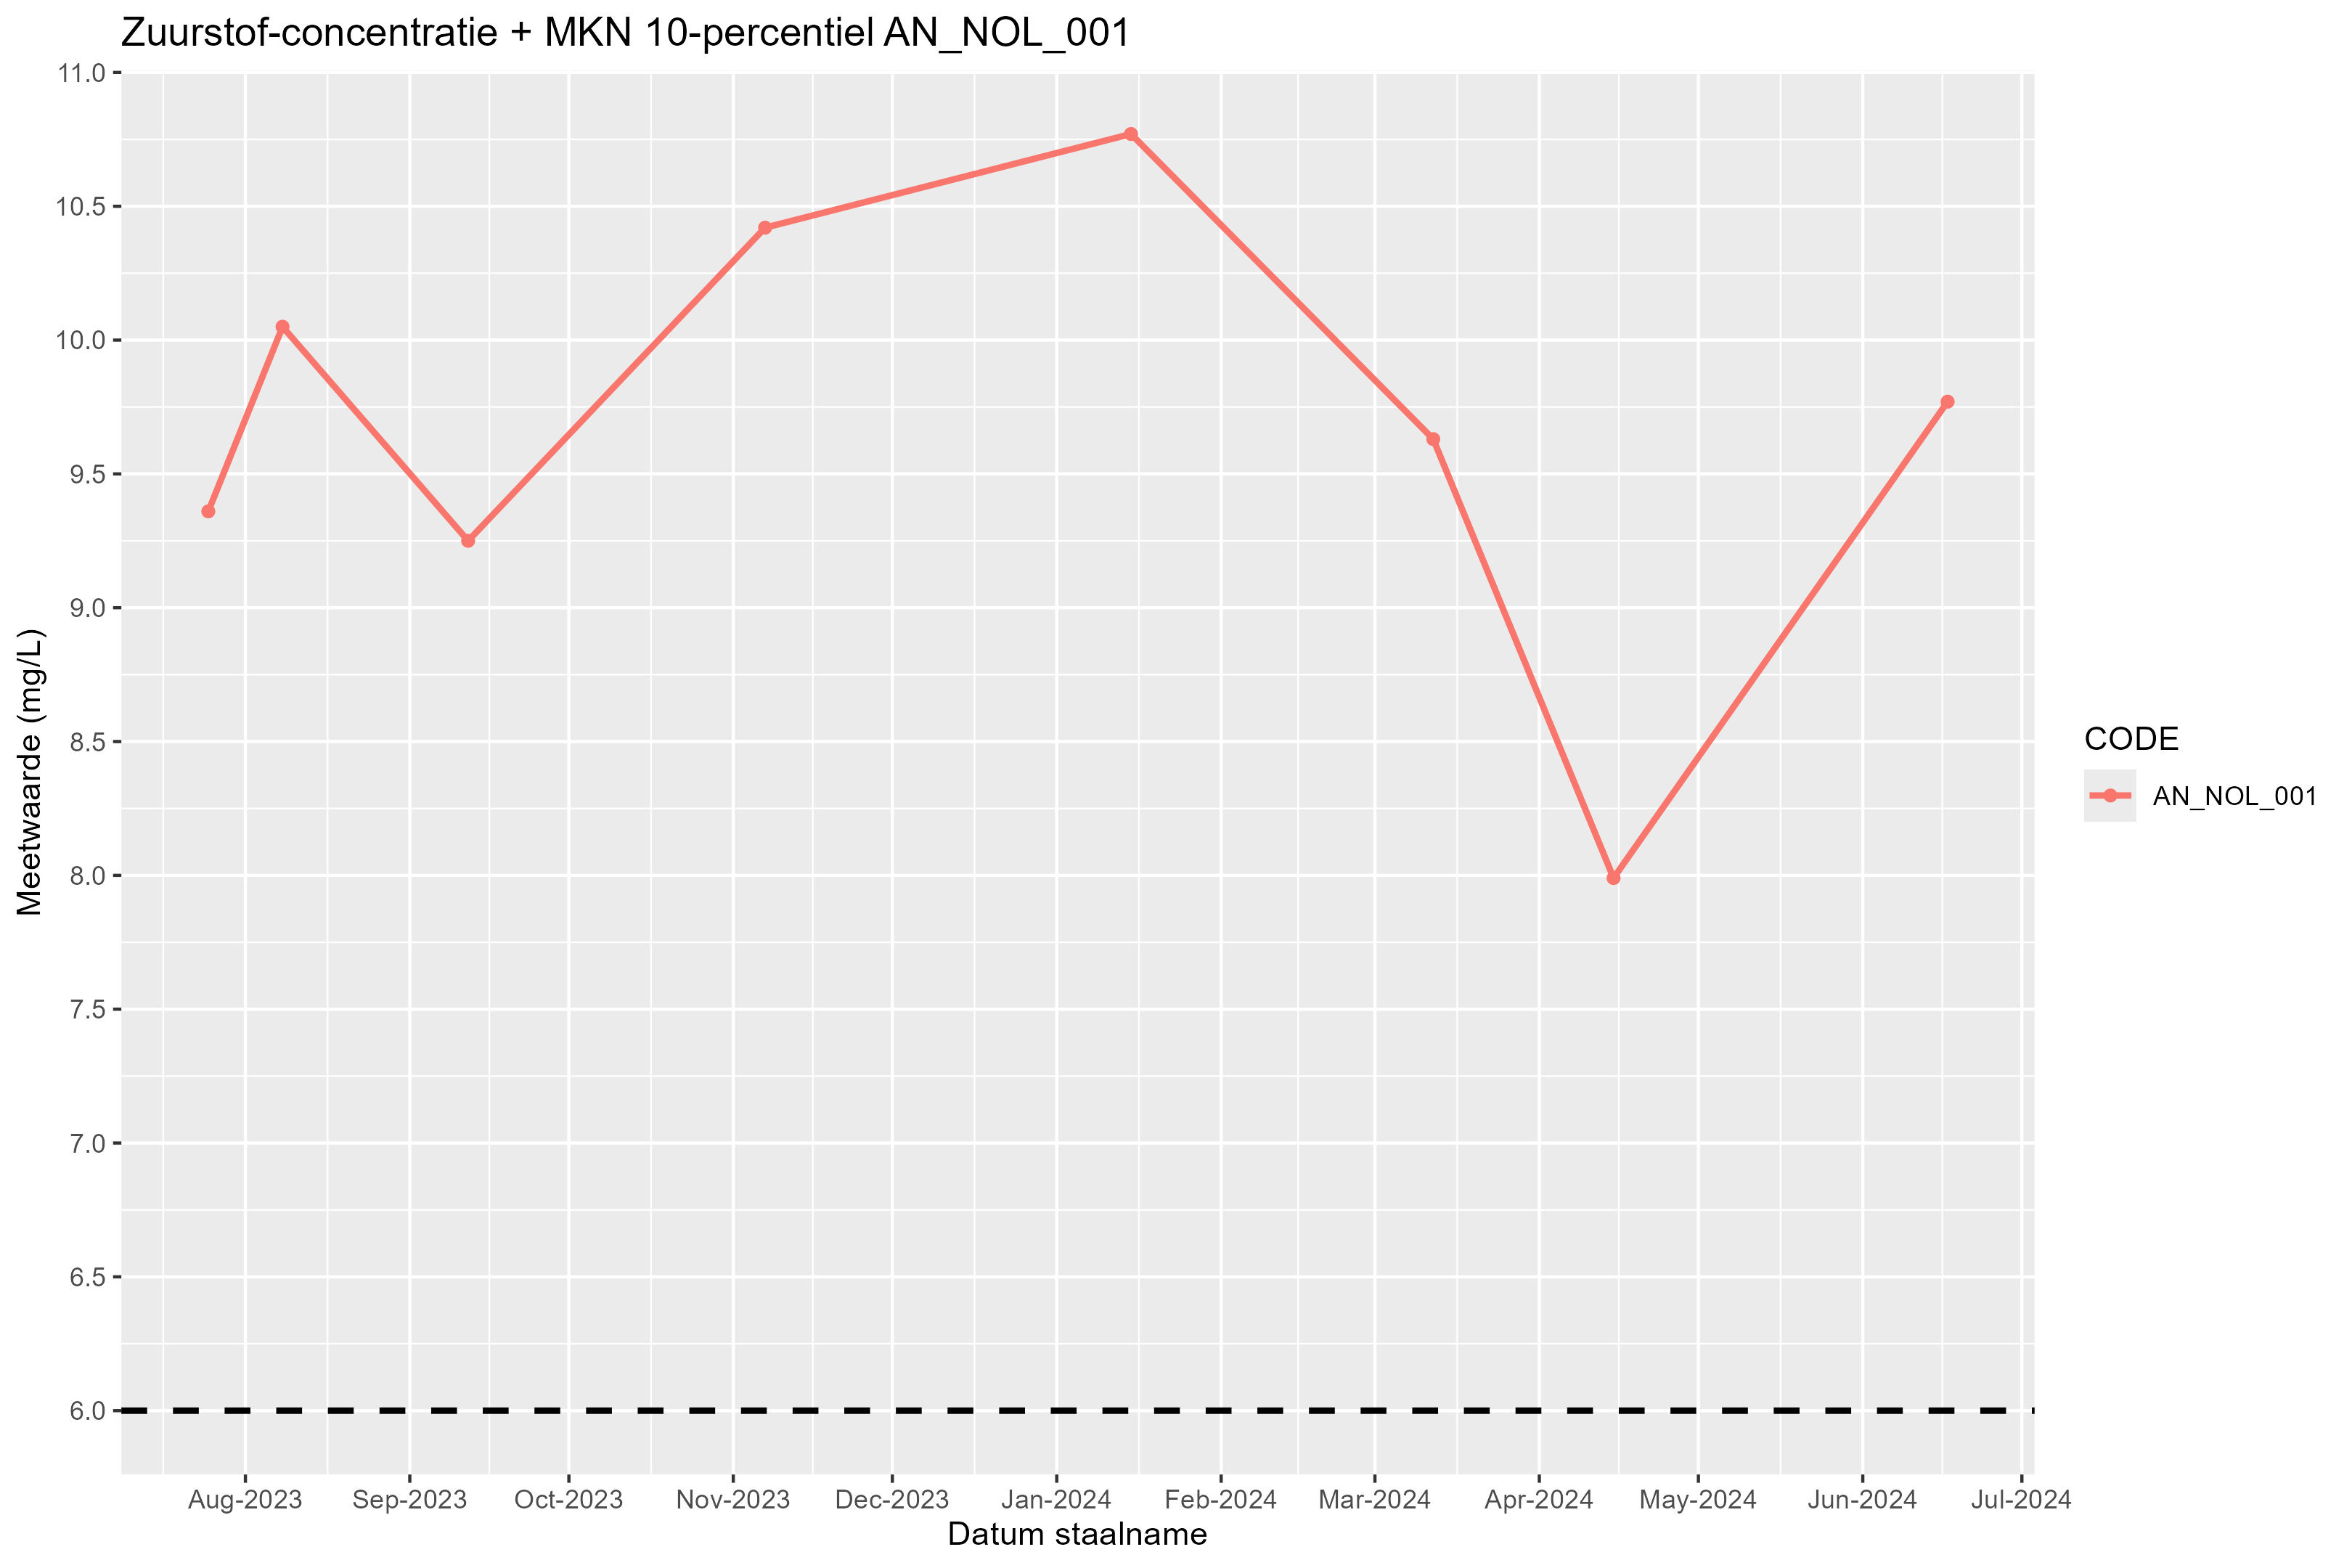 Zuurstof-concentratie + MKN 10-percentiel AN_NOL_001
11.0
10.5
10.0
9.5
9.0
8.5
8.0
7.5
7.0
6.5
6.0
Meetwaarde (mg/L)
Aug-2023 Sep-2023 Oct-2023 Nov-2023 Dec-2023 Jan-2024 Feb-2024 Mar-2024 Apr-2024 May-2024 Jun-2024 Jul-2024
Datum staalname
CODE
AN_NOL_001